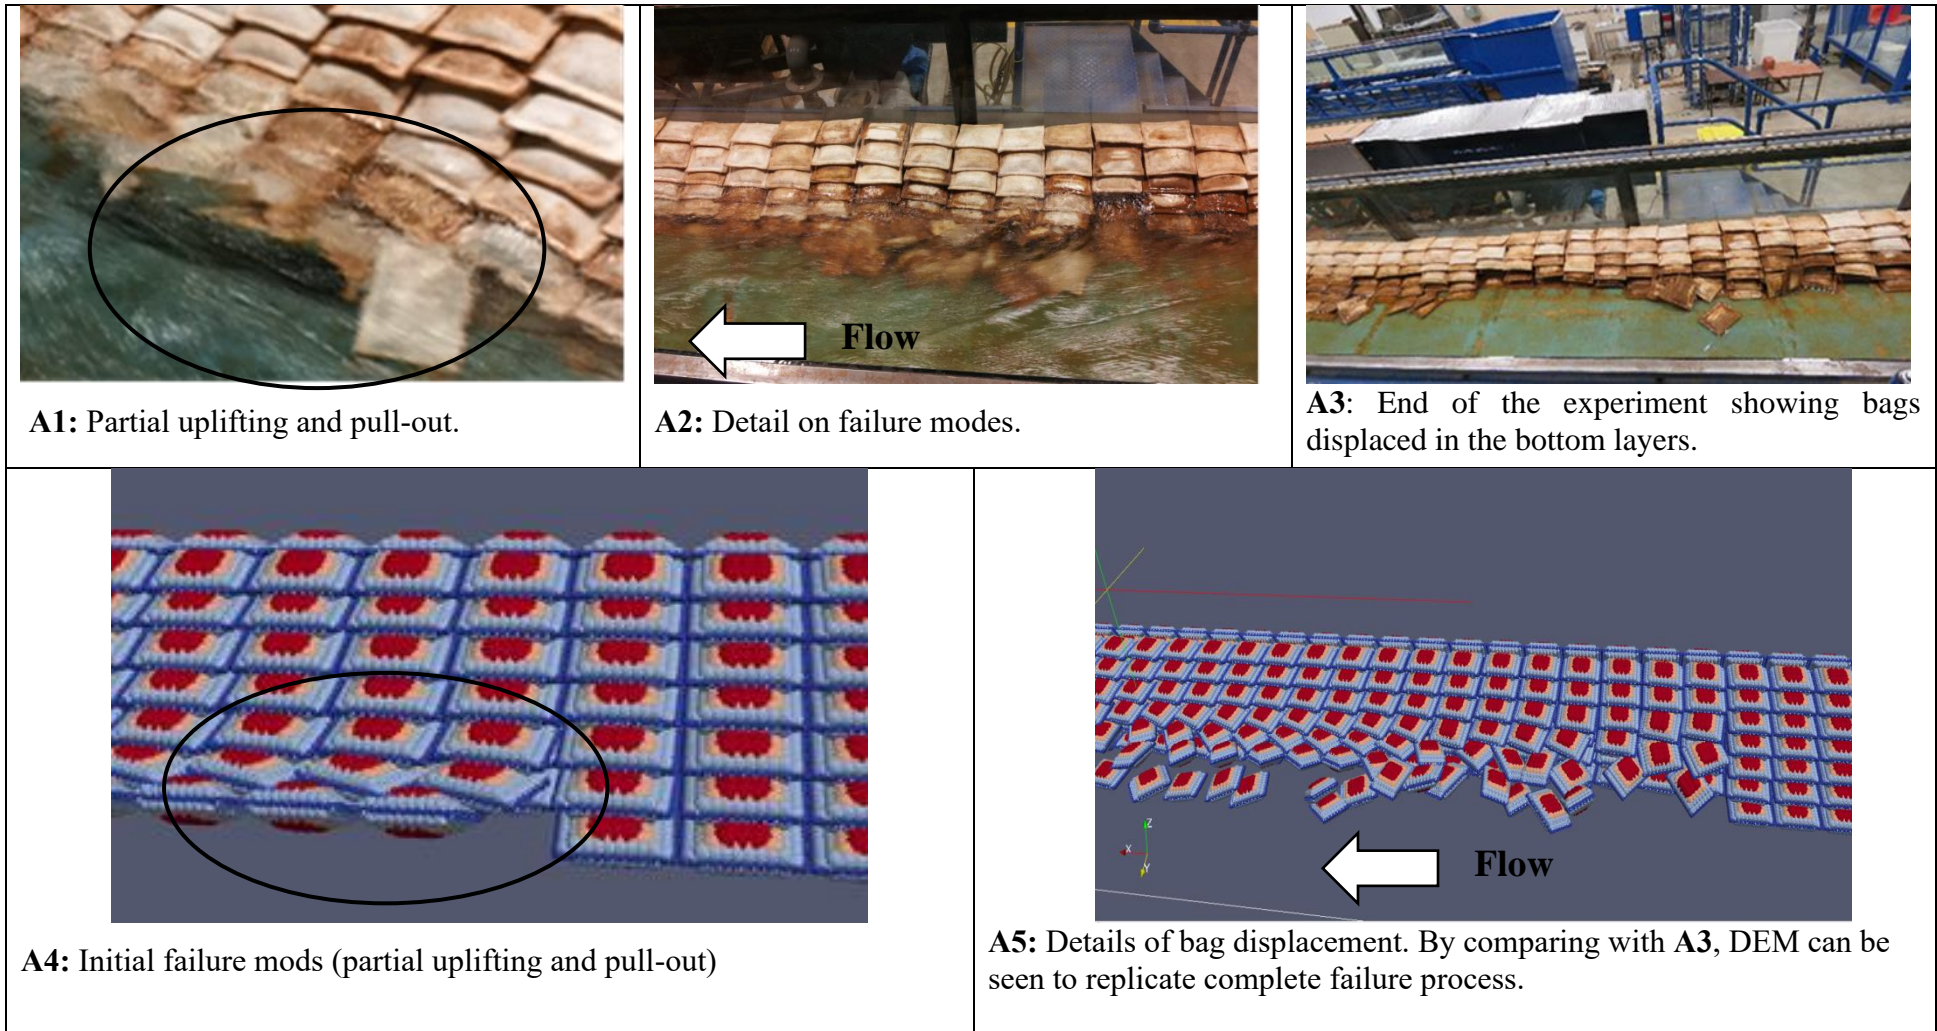 Flow
A1: Partial uplifting and pull-out.
A2: Detail on failure modes.
A3: End of the experiment showing bags
displaced in the bottom layers.
Z
X
Y
Flow
A4: Initial failure mods (partial uplifting and pull-out)
A5: Details of bag displacement. By comparing with A3, DEM can be
seen to replicate complete failure process.